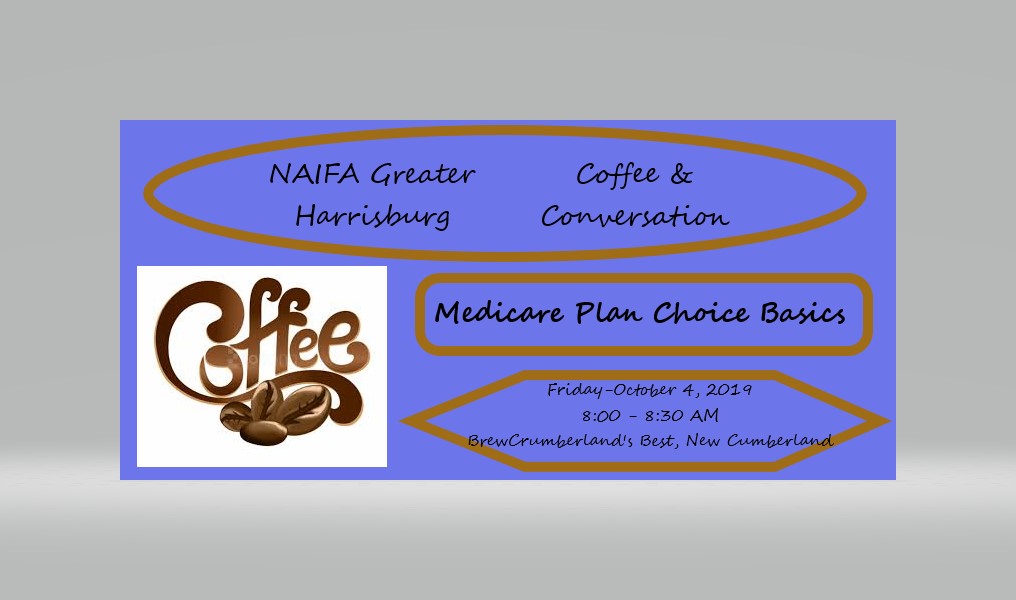 NAIFA Greater Harrisburg
Coffee & Conversation
Coffee
Medicare Plan Choice Basics
Friday-October 4, 2019
8:00 - 8:30 AM
BrewCrumberland's Best, New Cumberland